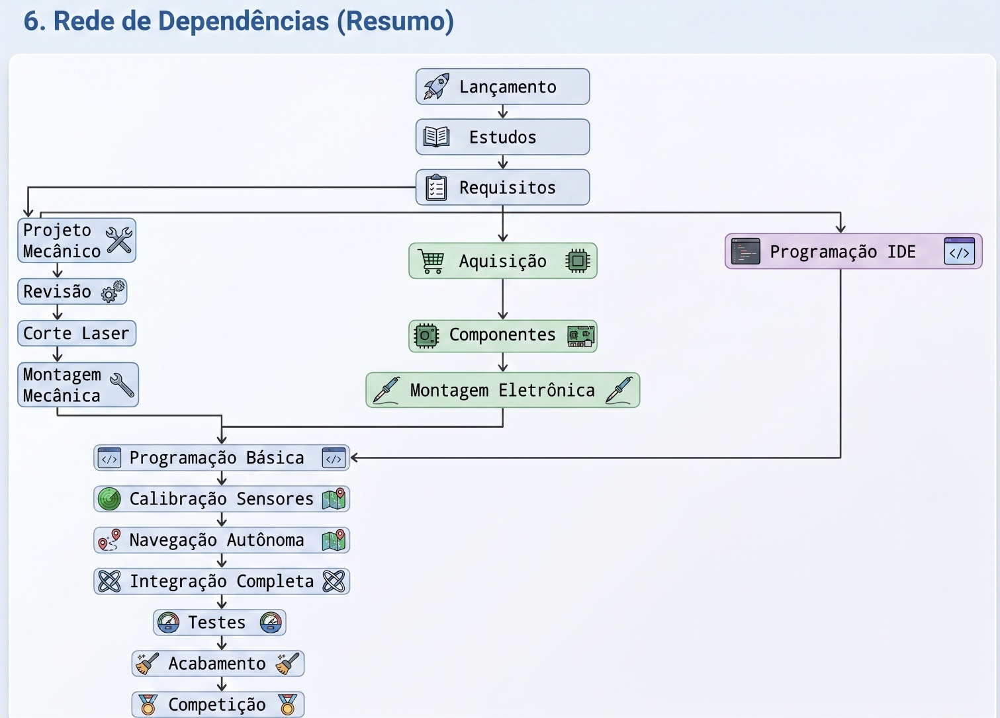 6. Rede de Dependências (Resumo)
Lançamento
Estudos
Requisitos
Projeto
Mecânico
Revisão
Corte Laser
Montagem
Mecânica
Aquisição
Componentes
Montagem Eletrônica
Programação IDE
</>
Programação Básica
</>
</>
Calibração Sensores
Navegação Autônoma
Integração Completa
Testes
Acabamento
Competição